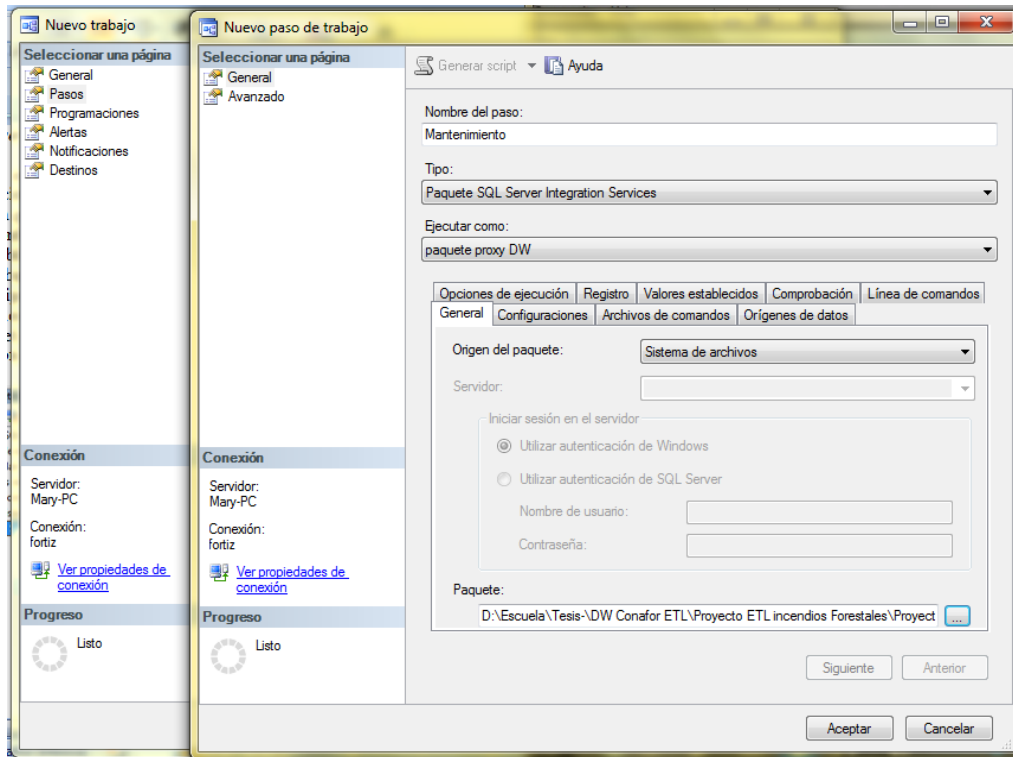 Nuevo trabajo
Seleccionar una página
General
Pasos
Programaciones
Alertas
Notificaciones
Destinos
Conexión
Servidor:
Mary-PC
Conexión:
fortiz
Ver propiedades de
conexión
Progreso
Listo
Nuevo paso de trabajo
Seleccionar una página
General
Avanzado
Conexión
Servidor:
Mary-PC
Conexión:
fortiz
Ver propiedades de
conexión
Progreso
Listo
Generar script
Ayuda
Nombre del paso:
Mantenimiento
Tipo:
Paquete SQL Server Integration Services
Ejecutar como:
paquete proxy DW
Opciones de ejecución Registro Valores establecidos Comprobación Línea de comandos
General Configuraciones Archivos de comandos Orígenes de datos
Origen del paquete: Sistema de archivos
Servidor:
Iniciar sesión en el servidor
Utilizar autenticación de Windows
Utilizar autenticación de SQL Server
Nombre de usuario:
Contraseña:
Paquete:
D:\Escuela\Tesis-\DW Conafor ETL\Proyecto ETL incendios Forestales\Proyect ...
Siguiente Anterior
Aceptar Cancelar